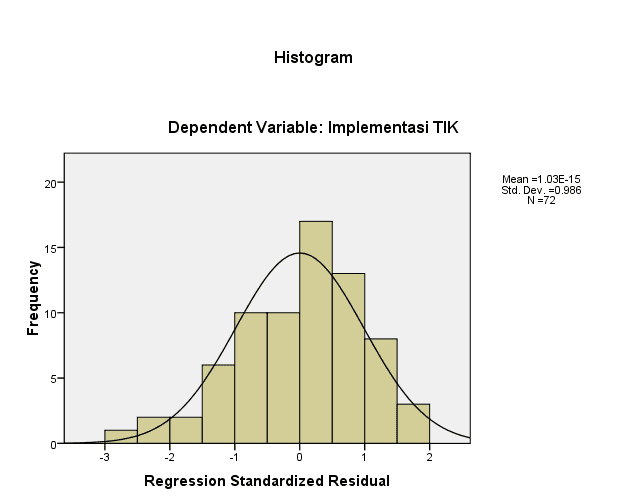 Histogram
Dependent Variable: Implementasi TIK
Mean =1.03E-15
Std. Dev. =0.986
N =72
20
15
10
5
0
Frequency
-3 -2 -1 0 1 2
Regression Standardized Residual